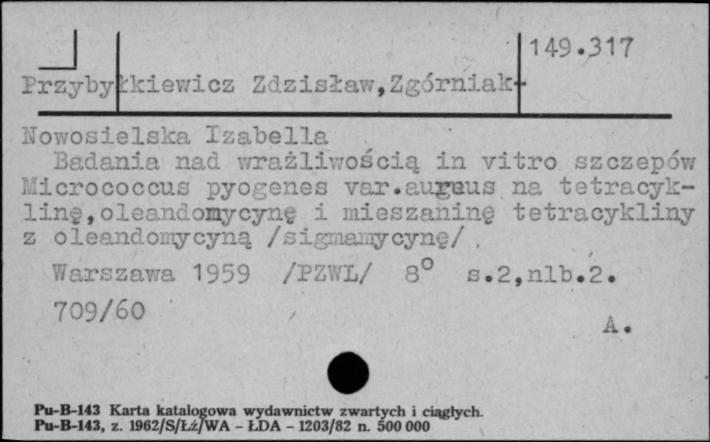 149.317
Przybyłkiewicz Zdzisław,Zgórniak-
Nowosielska Izabella
Badania nad wrażliwością in vitro szczepów
Micrococcus pyogenes var.aureus na tetracyk-
linę,oleandomycynę i mieszaninę tetracykliny
z oleandomycyną /sigmamycynę/.
Warszawa 1959 /PZWL/ 8° s.2,nlb.2.
709/60
A.
Pu-B-143 Karta katalogowa wydawnictw zwartych i ciągłych.
Pu-B-143, z. 1962/S/Łź/WA - ŁDA - 1203/82 n. 500 000